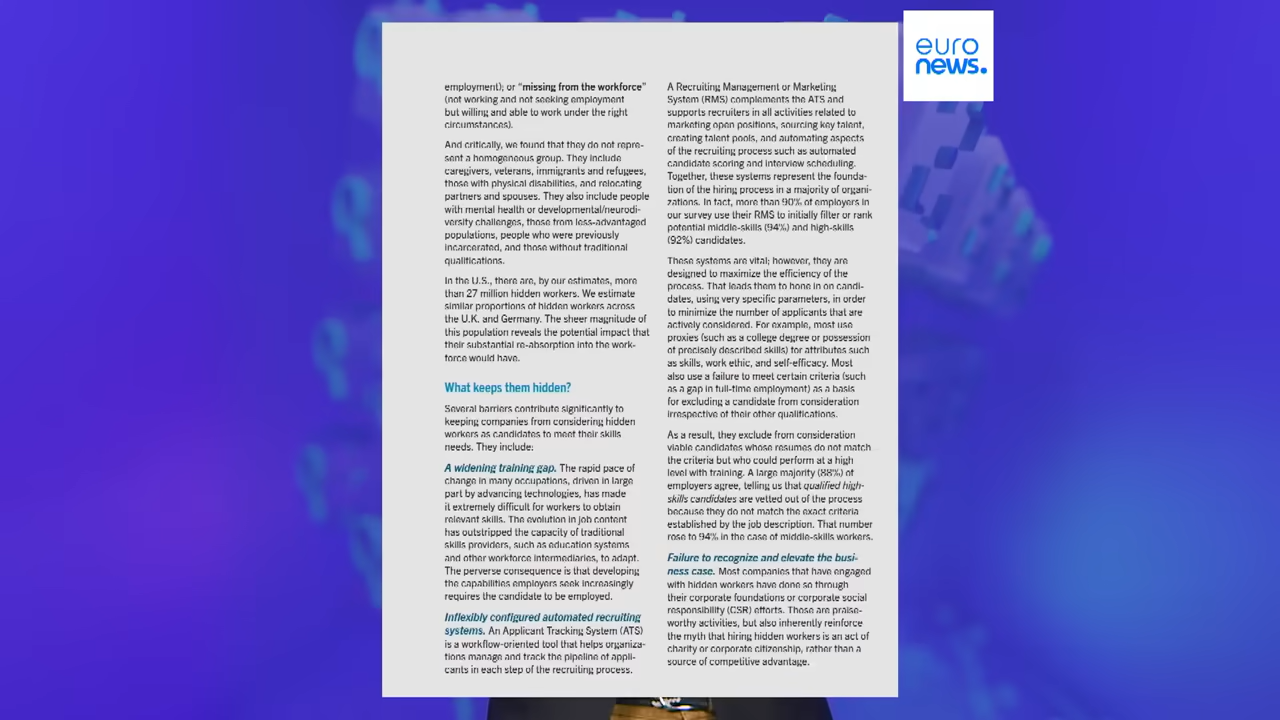 employment); or “missing from the workforce”
(not working and not seeking employment
but willing and able to work under the right
circumstances).
And critically, we found that they do not repre-
sent a homogeneous group. They include
caregivers, veterans, immigrants and refugees,
those with physical disabilities, and relocating
partners and spouses. They also include people
with mental health or developmental/neurodi-
versity challenges, those from less-advantaged
populations, people who were previously
incarcerated, and those without traditional
qualifications.
In the U.S., there are, by our estimates, more
than 27 million hidden workers. We estimate
similar proportions of hidden workers across
the U.K. and Germany. The sheer magnitude of
this population reveals the potential impact that
their substantial re-absorption into the work-
force would have.
What keeps them hidden?
Several barriers contribute significantly to
keeping companies from considering hidden
workers as candidates to meet their skills
needs. They include:
A widening training gap. The rapid pace of
change in many occupations, driven in large
part by advancing technologies, has made
it extremely difficult for workers to obtain
relevant skills. The evolution in job content
has outstripped the capacity of traditional
skills providers, such as education systems
and other workforce intermediaries, to adapt.
The perverse consequence is that developing
the capabilities employers seek increasingly
requires the candidate to be employed.
Inflexibly configured automated recruiting
systems. An Applicant Tracking System (ATS)
is a workflow-oriented tool that helps organiza-
tions manage and track the pipeline of appli-
cants in each step of the recruiting process.
A Recruiting Management or Marketing
System (RMS) complements the ATS and
supports recruiters in all activities related to
marketing open positions, sourcing key talent,
creating talent pools, and automating aspects
of the recruiting process such as automated
candidate scoring and interview scheduling.
Together, these systems represent the founda-
tion of the hiring process in a majority of organi-
zations. In fact, more than 90% of employers in
our survey use their RMS to initially filter or rank
potential middle-skills (94%) and high-skills
(92%) candidates.
These systems are vital; however, they are
designed to maximize the efficiency of the
process. That leads them to hone in on candi-
dates, using very specific parameters, in order
to minimize the number of applicants that are
actively considered. For example, most use
proxies (such as a college degree or possession
of precisely described skills) for attributes such
as skills, work ethic, and self-efficacy. Most
also use a failure to meet certain criteria (such
as a gap in full-time employment) as a basis
for excluding a candidate from consideration
irrespective of their other qualifications.
As a result, they exclude from consideration
viable candidates whose resumes do not match
the criteria but who could perform at a high
level with training. A large majority (88%) of
employers agree, telling us that qualified high-
skills candidates are vetted out of the process
because they do not match the exact criteria
established by the job description. That number
rose to 94% in the case of middle-skills workers.
Failure to recognize and elevate the busi-
ness case. Most companies that have engaged
with hidden workers have done so through
their corporate foundations or corporate social
responsibility (CSR) efforts. Those are praise-
worthy activities, but also inherently reinforce
the myth that hiring hidden workers is an act of
charity or corporate citizenship, rather than a
source of competitive advantage.
euro
news.